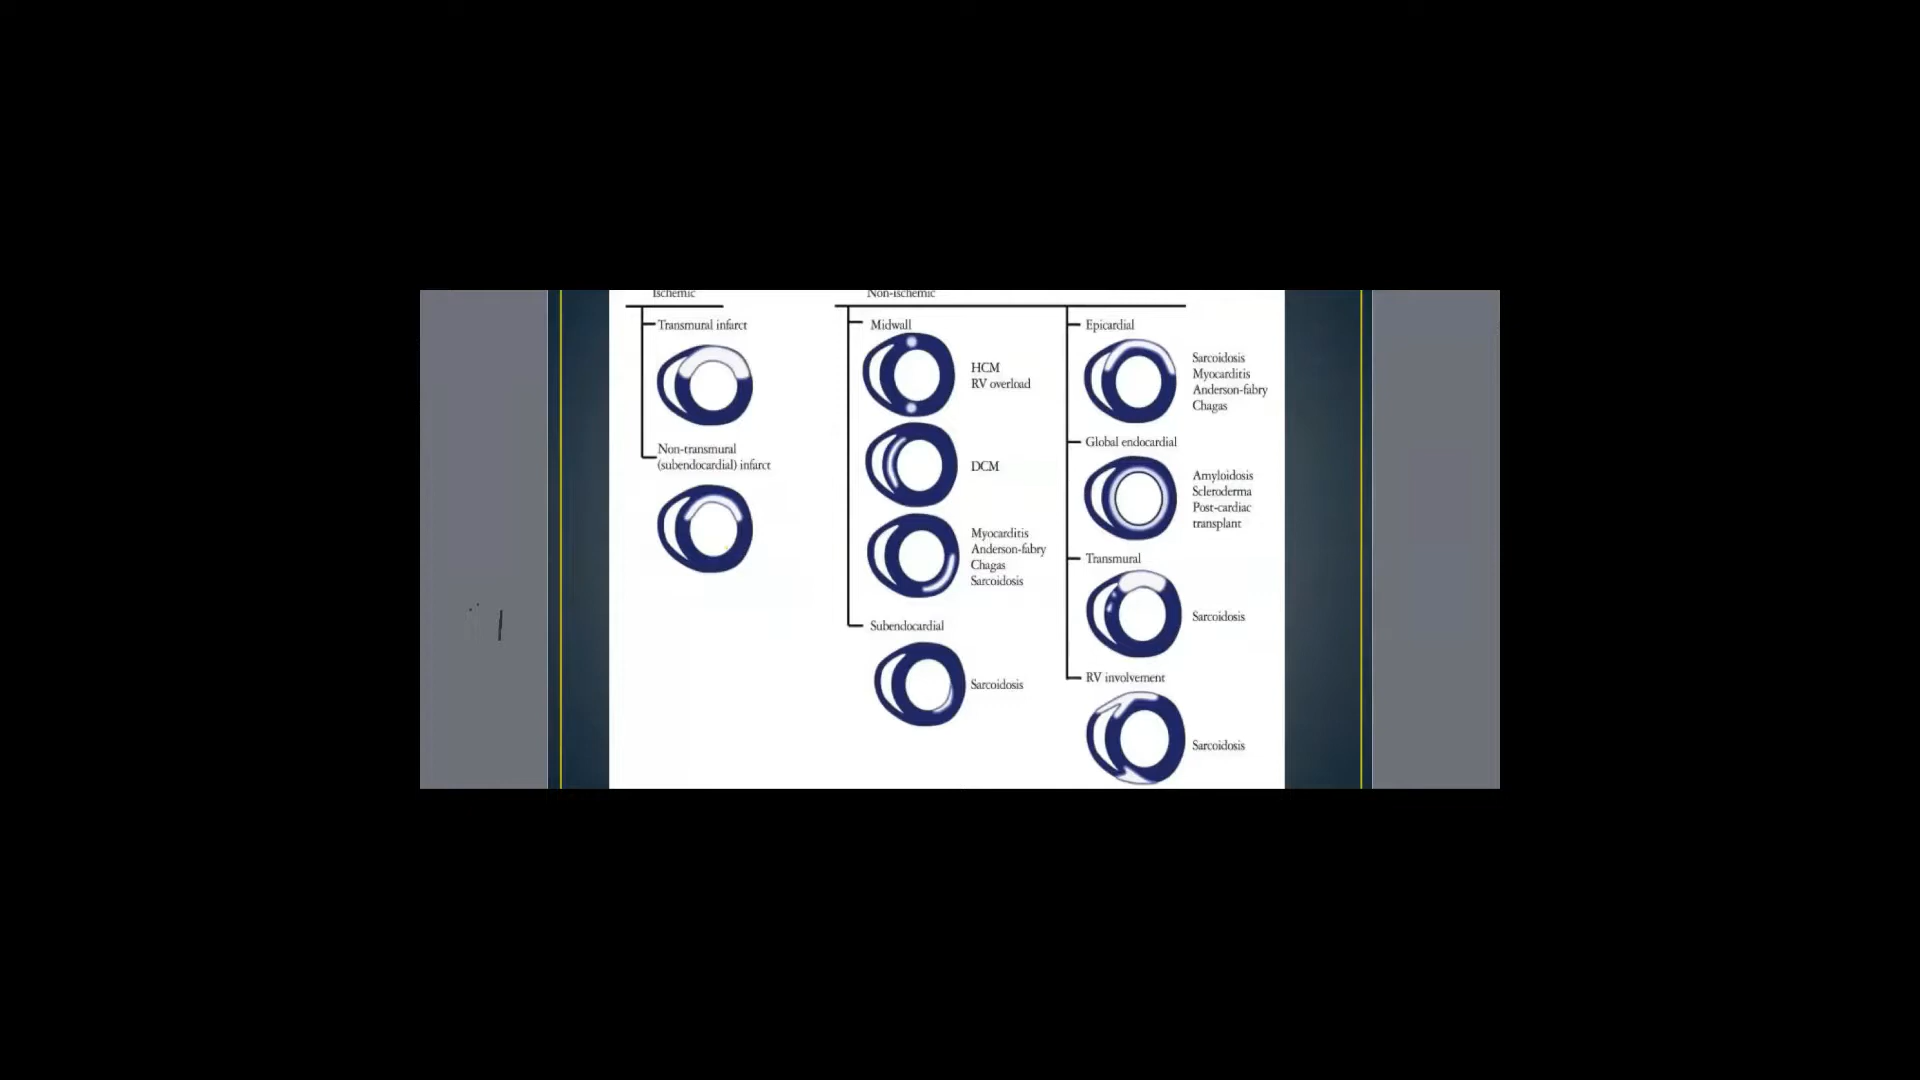 Ischemic
Transmural infarct
Non-transmural
(subendocardial) infarct
Non-ischemic
Midwall
HCM
RV overload
DCM
Myocarditis
Anderson-fabry
Chagas
Sarcoidosis
Subendocardial
Sarcoidosis
Epicardial
Sarcoidosis
Myocarditis
Anderson-fabry
Chagas
Global endocardial
Amyloidosis
Scleroderma
Post-cardiac
transplant
Transmural
Sarcoidosis
RV involvement
Sarcoidosis